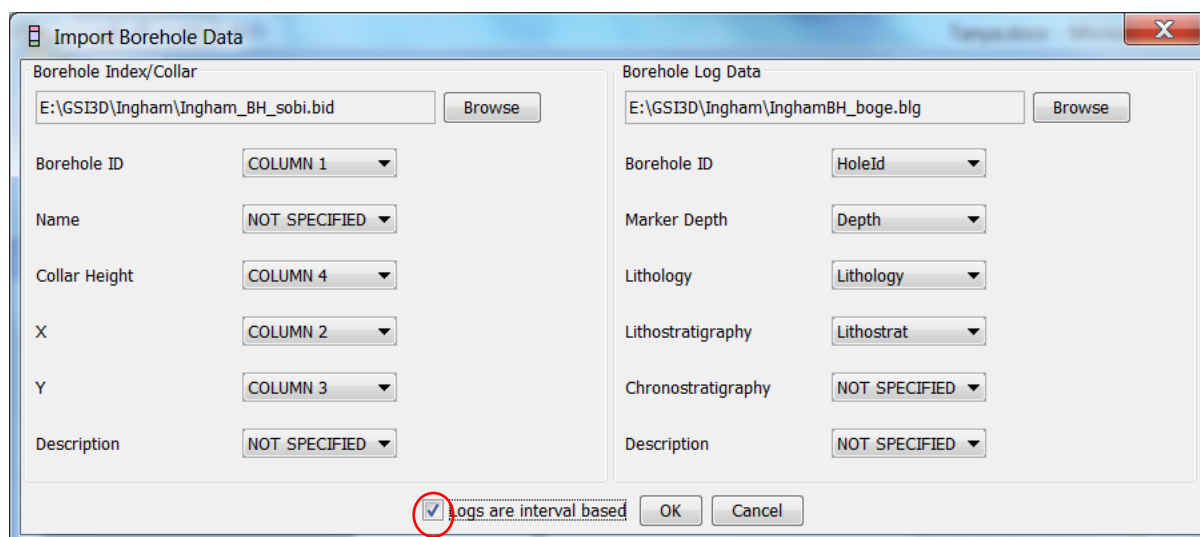 Import Borehole Data
Borehole Index/Collar
E:\GSI3D\Ingham\Ingham_BH_sobi.bid Browse
Borehole ID COLUMN 1
Name NOT SPECIFIED
Collar Height COLUMN 4
X COLUMN 2
Y COLUMN 3
Description NOT SPECIFIED
Borehole Log Data
E:\GSI3D\Ingham\InghamBH_boge.blg Browse
Borehole ID HoleId
Marker Depth Depth
Lithology Lithology
Lithostratigraphy Lithostrat
Chronostratigraphy NOT SPECIFIED
Description NOT SPECIFIED
Logs are interval based OK Cancel